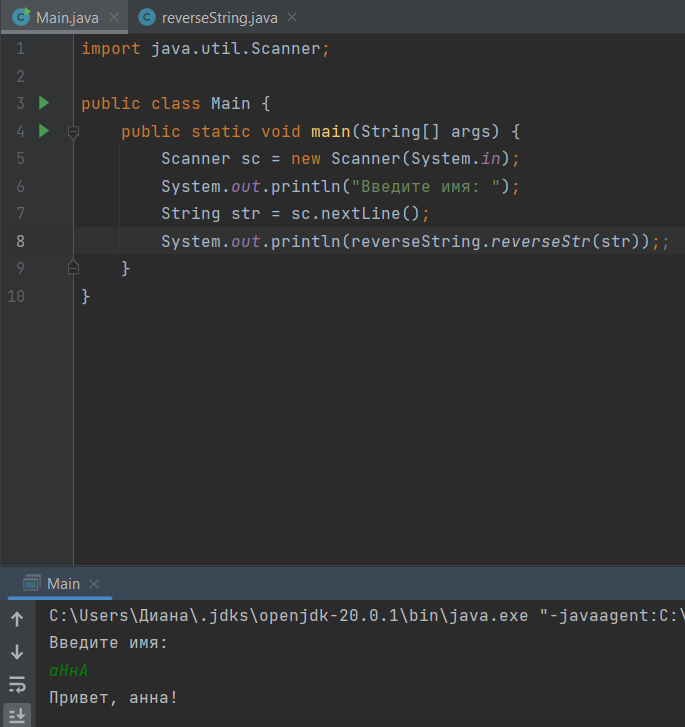 Main.java reverseString.java
1 import java.util.Scanner;
2
3 public class Main {
4 public static void main(String[] args) {
5 Scanner sc = new Scanner(System.in);
6 System.out.println("Введите имя: ");
7 String str = sc.nextLine();
8 System.out.println(reverseString.reverseStr(str));;
9 }
10 }
Main
C:\Users\Диана\.jdks\openjdk-20.0.1\bin\java.exe "-javaagent:C:\
Введите имя:
аНнА
Привет, анна!